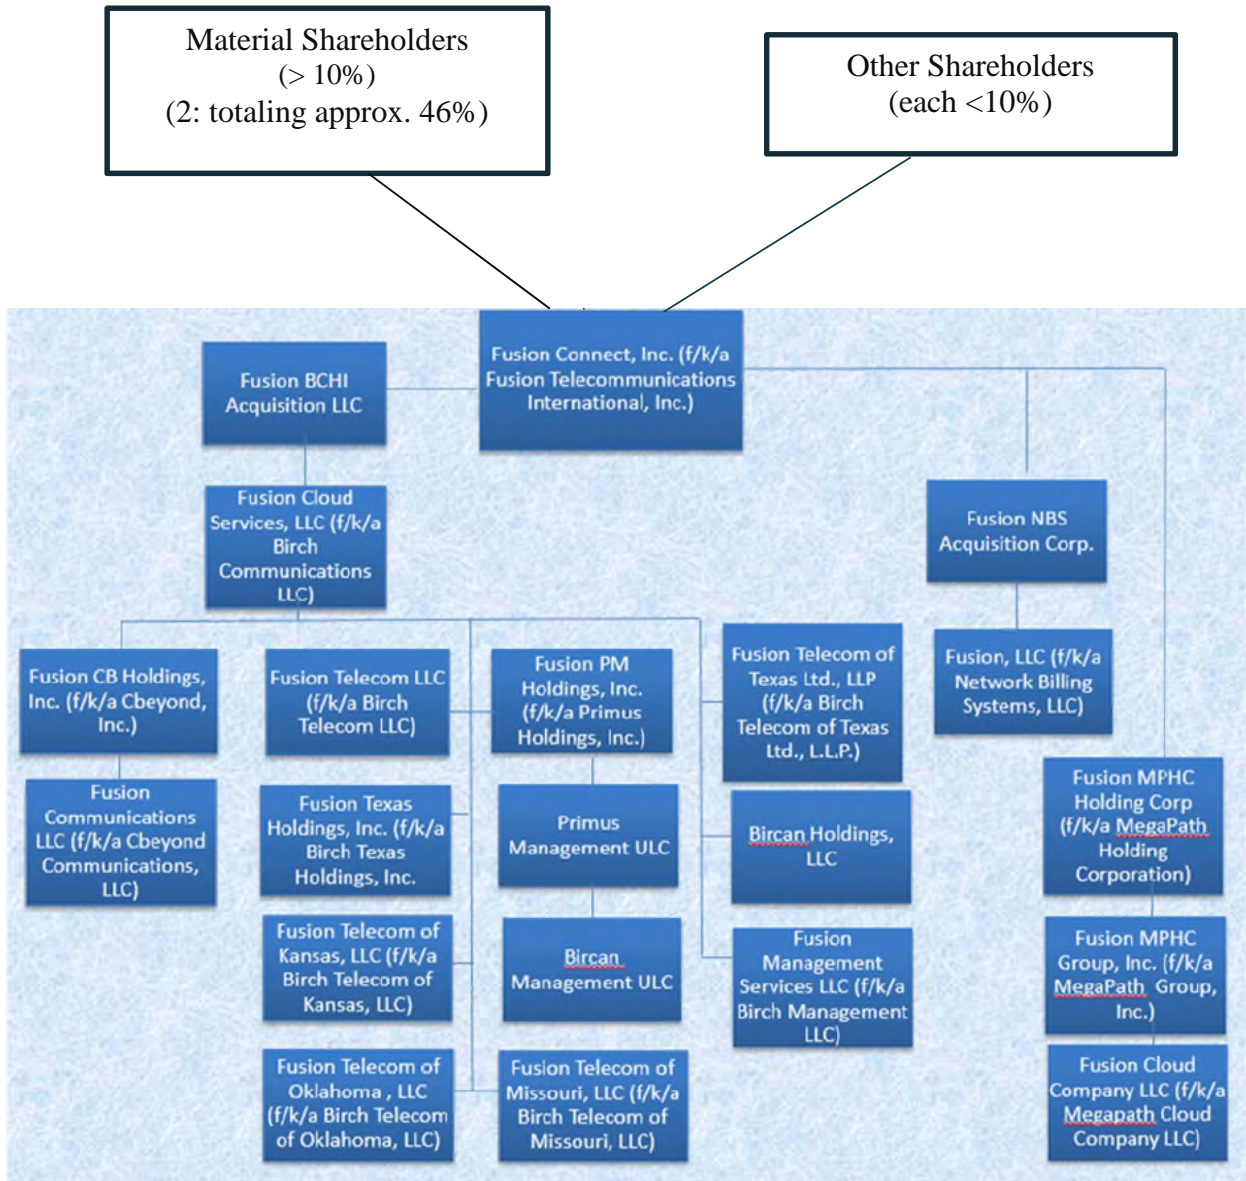 Material Shareholders
(> 10%)
(2: totaling approx. 46%)
Other Shareholders
(each <10%)
Fusion BCHI
Acquisition LLC
Fusion Connect, Inc. (f/k/a
Fusion Telecommunications
International, Inc.)
Fusion Cloud
Services, LLC (f/k/a
Birch
Communications
LLC)
Fusion NBS
Acquisition Corp.
Fusion CB Holdings,
Inc. (f/k/a Cbeyond,
Inc.)
Fusion Telecom LLC
(f/k/a Birch
Telecom LLC)
Fusion PM
Holdings, Inc.
(f/k/a Primus
Holdings, Inc.)
Fusion Telecom of
Texas Ltd., LLP
(f/k/a Birch
Telecom of Texas
Ltd., L.L.P.)
Fusion, LLC (f/k/a
Network Billing
Systems, LLC)
Fusion
Communications
LLC (f/k/a Cbeyond
Communications,
LLC)
Fusion Texas
Holdings, Inc. (f/k/a
Birch Texas
Holdings, Inc.
Primus
Management ULC
Bircan Holdings,
LLC
Fusion MPHC
Holding Corp
(f/k/a MegaPath
Holding
Corporation)
Fusion Telecom of
Kansas, LLC (f/k/a
Birch Telecom of
Kansas, LLC)
Bircan
Management ULC
Fusion
Management
Services LLC (f/k/a
Birch Management
LLC)
Fusion MPHC
Group, Inc. (f/k/a
MegaPath Group,
Inc.)
Fusion Telecom of
Oklahoma , LLC
(f/k/a Birch Telecom
of Oklahoma, LLC)
Fusion Telecom of
Missouri, LLC (f/k/a
Birch Telecom of
Missouri, LLC)
Fusion Cloud
Company LLC (f/k/a
Megapath Cloud
Company LLC)